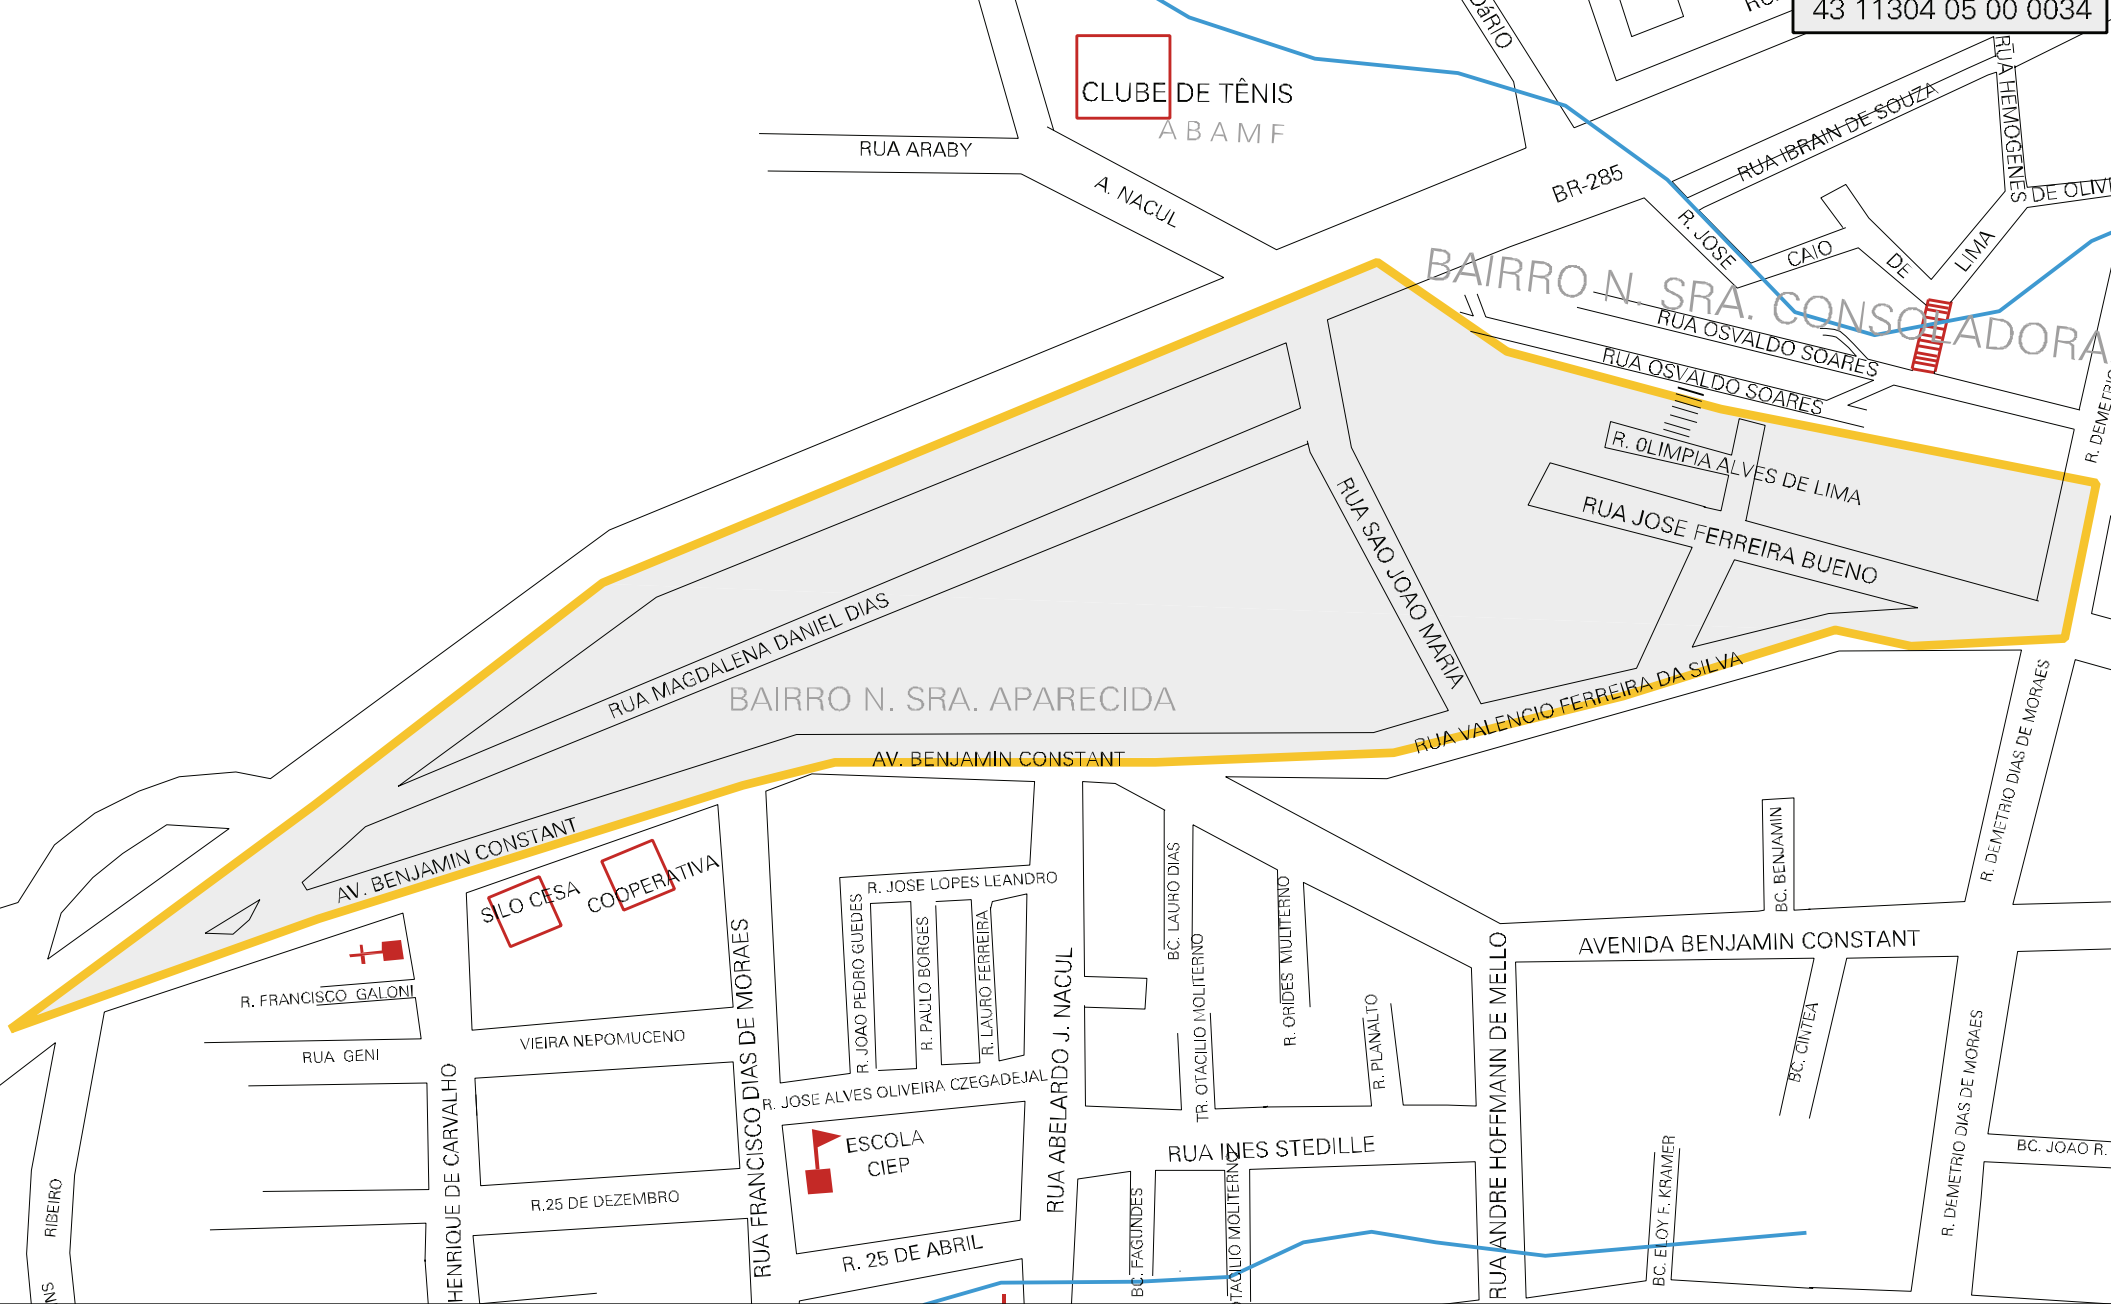 43 11304 05 00 0034
CLUBE DE TÊNIS
ABAMF
RUA ARABY
A. NACUL
BR-285
RUA IBRAIN DE SOUZA
RUA HEMOGENES
DE OLIVE
R. JOSE
CAIO
DE
LIMA
BAIRRO N. SRA. CONSOLADORA
RUA OSVALDO SOARES
RUA OSVALDO SOARES
R. DEMETRIO
R. 0LIMPIA ALVES DE LIMA
RUA JOSE FERREIRA BUENO
RUA SAO JOAO MARIA
RUA MAGDALENA DANIEL DIAS
BAIRRO N. SRA. APARECIDA
RUA VALENCIO FERREIRA DA SILVA
AV. BENJAMIN CONSTANT
AV. BENJAMIN CONSTANT
R. DEMETRIO DIAS DE MORAES
SILO CESA
COOPERATIVA
BC. BENJAMIN
R. JOSE LOPES LEANDRO
R. JOAO PEDRO GUEDES
R. PAULO BORGES
R. LAURO FERREIRA
BC. LAURO DIAS
TR. OTACILIO MOLITERNO
R. ORIDES MULITERNO
R. PLANALTO
AVENIDA BENJAMIN CONSTANT
R. FRANCISCO GALONI
RUA GENI
VIEIRA NEPOMUCENO
RUA FRANCISCO DIAS DE MORAES
RUA ABELARDO J. NACUL
RUA ANDRE HOFFMANN DE MELLO
BC. CINTEA
R. DEMETRIO DIAS DE MORAES
R. JOSE ALVES OLIVEIRA CZEGADEJAL
HENRIQUE DE CARVALHO
ESCOLA
CIEP
RUA INES STEDILLE
BC. JOAO R.
RIBEIRO
R.25 DE DEZEMBRO
R. 25 DE ABRIL
BC. FAGUNDES
OTACILIO MOLITERNO
BC. ELOY F. KRAMER
NS